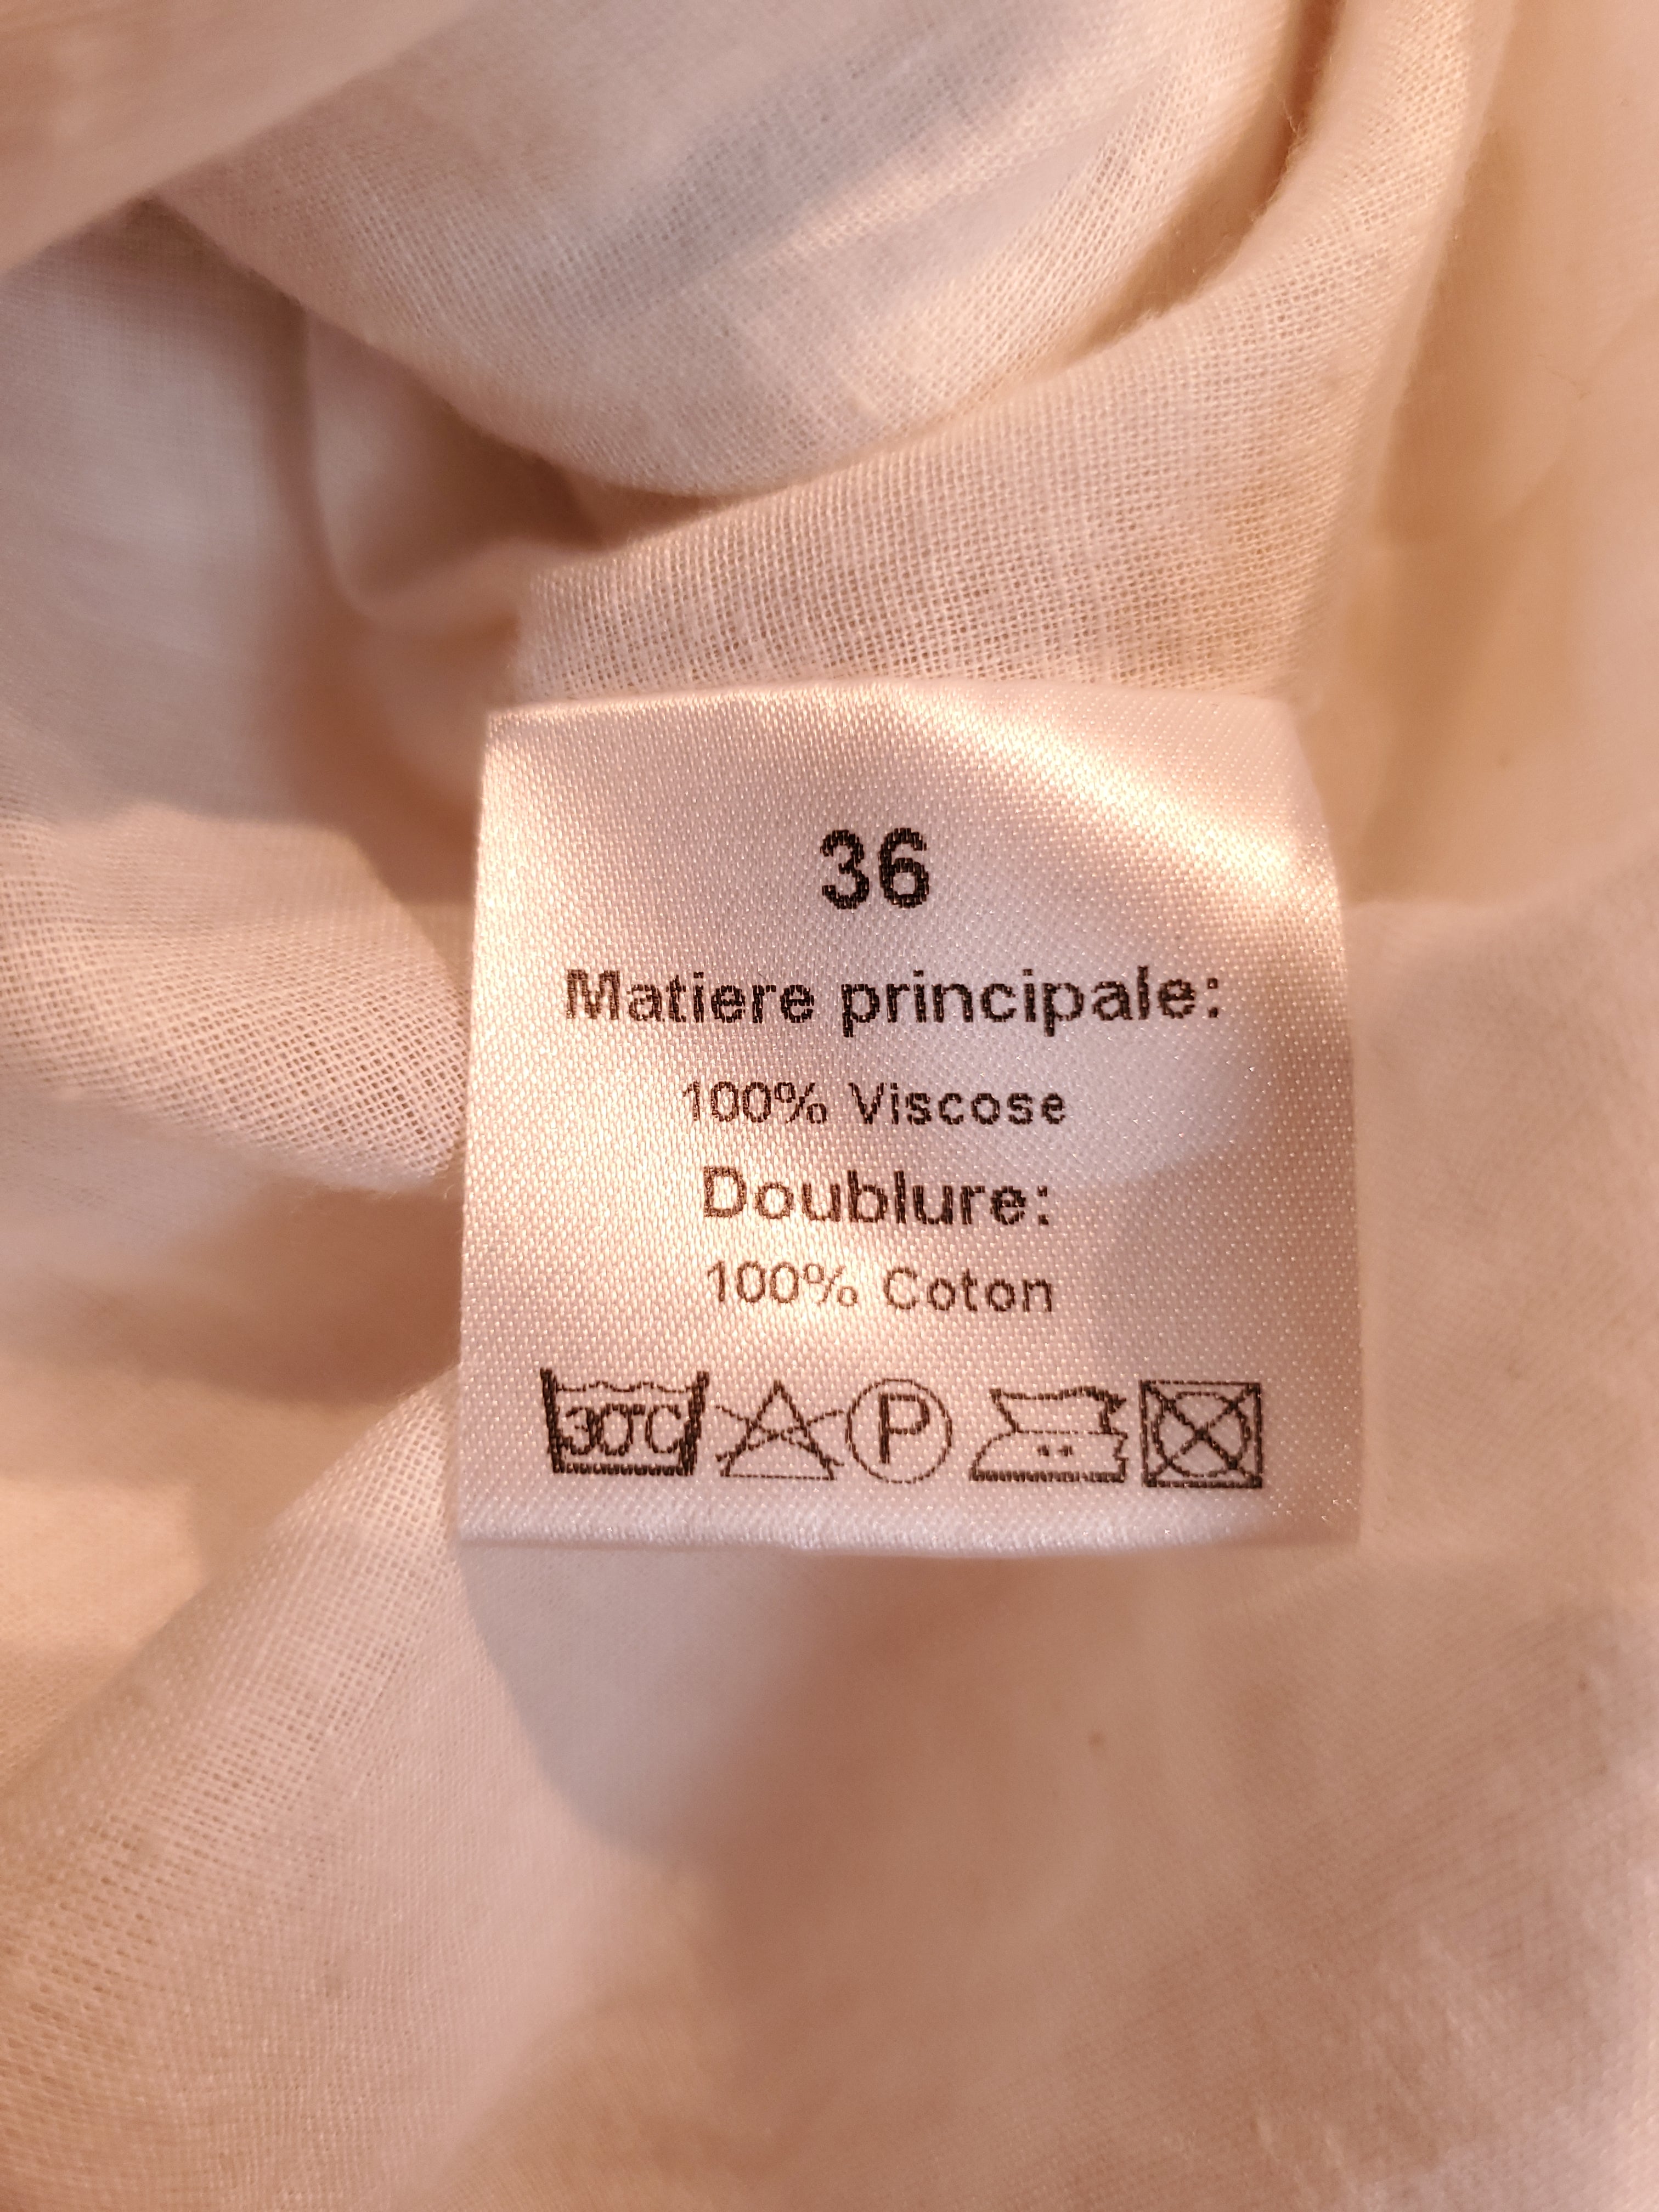 36
Matiere principale:
100% Viscose
Doublure:
100% Coton
30°C P